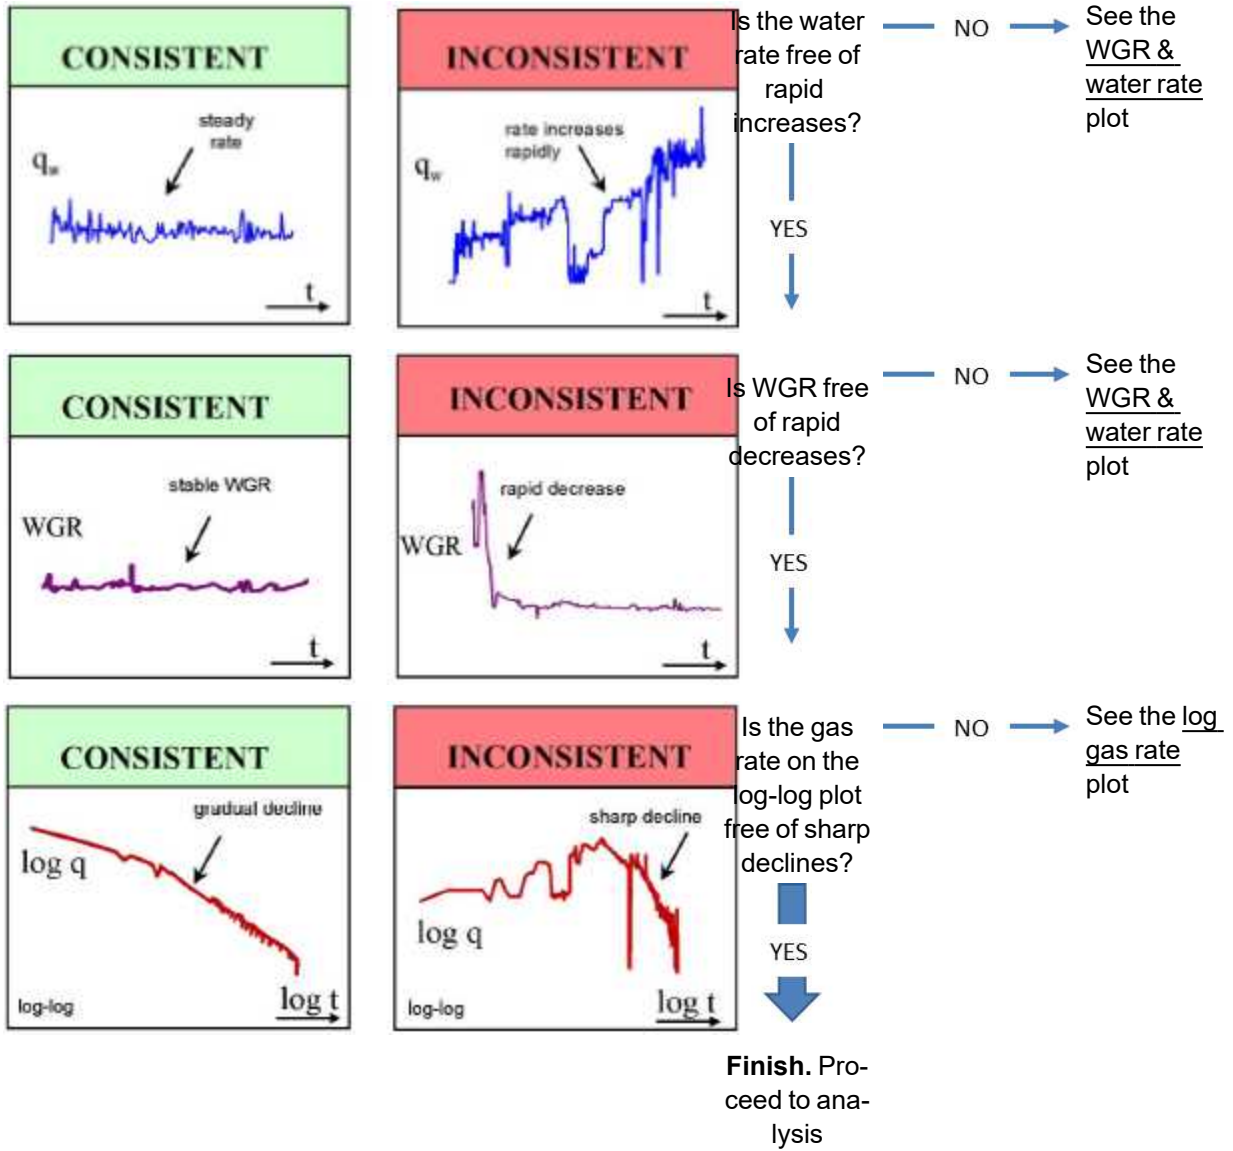 CONSISTENT
steady
rate
qw
t
INCONSISTENT
rate increases
rapidly
qw
t
Is the water
rate free of
rapid
increases?
NO
See the
WGR &
water rate
plot
YES
CONSISTENT
stable WGR
WGR
t
INCONSISTENT
rapid decrease
WGR
t
Is WGR free
of rapid
decreases?
NO
See the
WGR &
water rate
plot
YES
CONSISTENT
gradual decline
log q
log-log
log t
INCONSISTENT
sharp decline
log q
log-log
log t
Is the gas
rate on the
log-log plot
free of sharp
declines?
NO
See the log
gas rate
plot
YES
Finish. Pro-
ceed to ana-
lysis